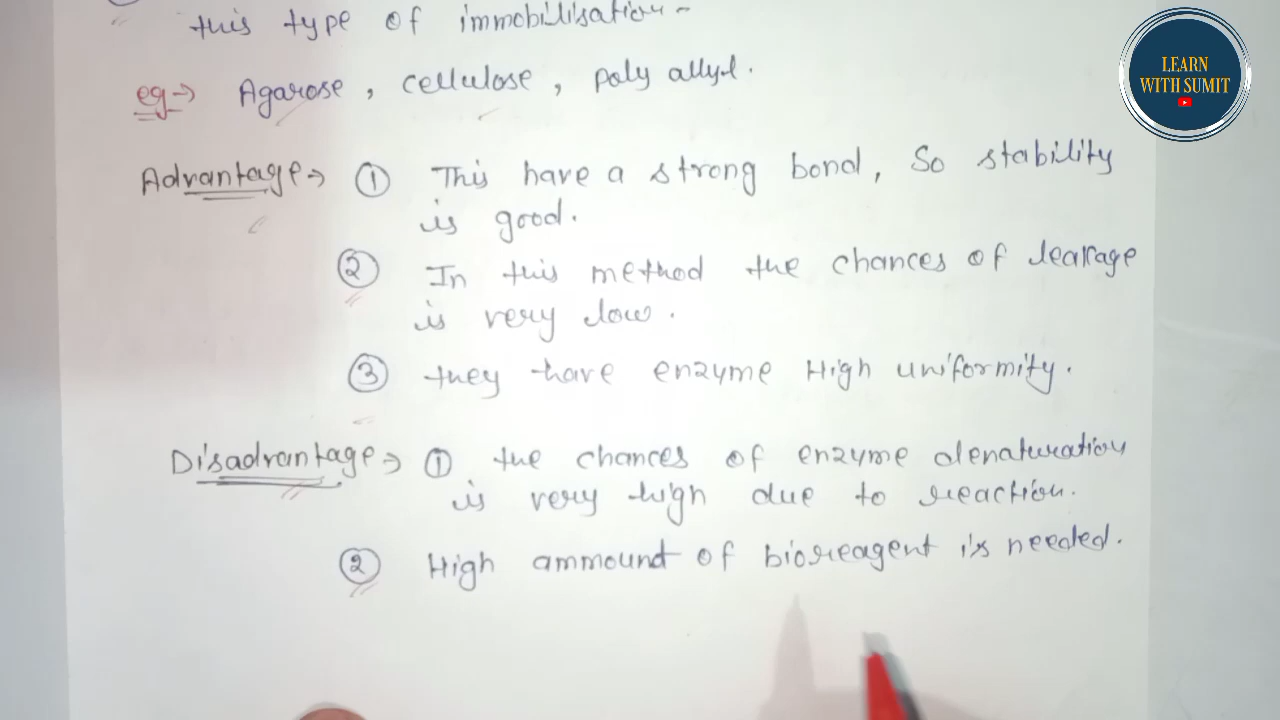 this type of immobilisation-
eg→ Agarose, cellulose, poly allyl.
Advantage→ ① This have a strong bond, So stability
is good.
② In this method the chances of leakage
is very low.
③ they have enzyme High uniformity.
Disadvantage→ ① the chances of enzyme denaturation
is very high due to reaction.
② High ammount of bioreagent is needed.
LEARN
WITH SUMIT